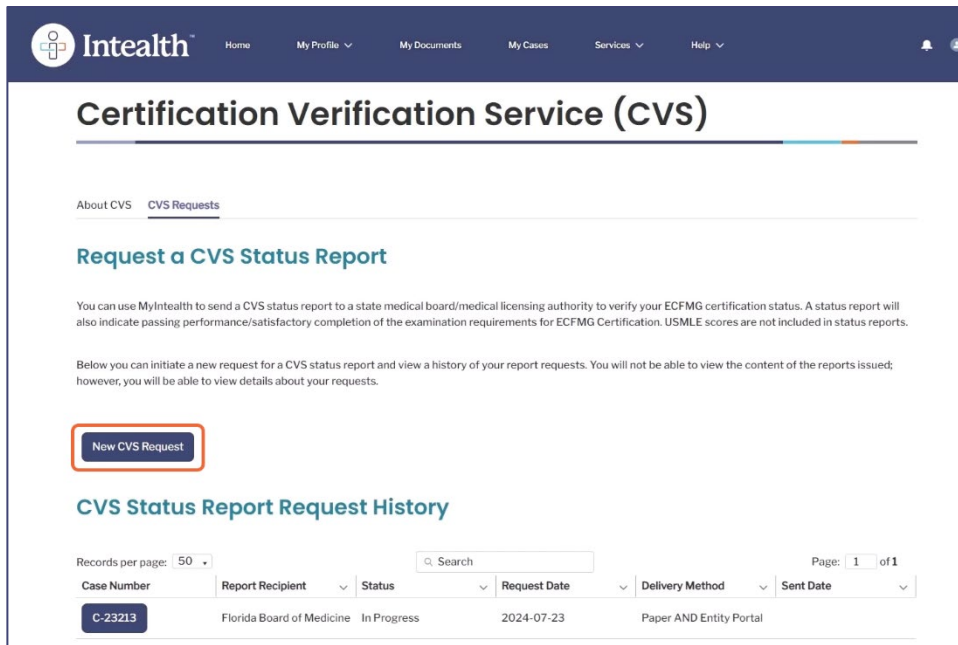 Intealth™
Home My Profile My Documents My Cases Services Help
Certification Verification Service (CVS)
About CVS CVS Requests
Request a CVS Status Report
You can use MyIntealth to send a CVS status report to a state medical board/medical licensing authority to verify your ECFMG certification status. A status report will
also indicate passing performance/satisfactory completion of the examination requirements for ECFMG Certification. USMLE scores are not included in status reports.
Below you can initiate a new request for a CVS status report and view a history of your report requests. You will not be able to view the content of the reports issued;
however, you will be able to view details about your requests.
New CVS Request
CVS Status Report Request History
Records per page: 50 Search Page: 1 of 1
Case Number Report Recipient Status Request Date Delivery Method Sent Date
C-23213 Florida Board of Medicine In Progress 2024-07-23 Paper AND Entity Portal